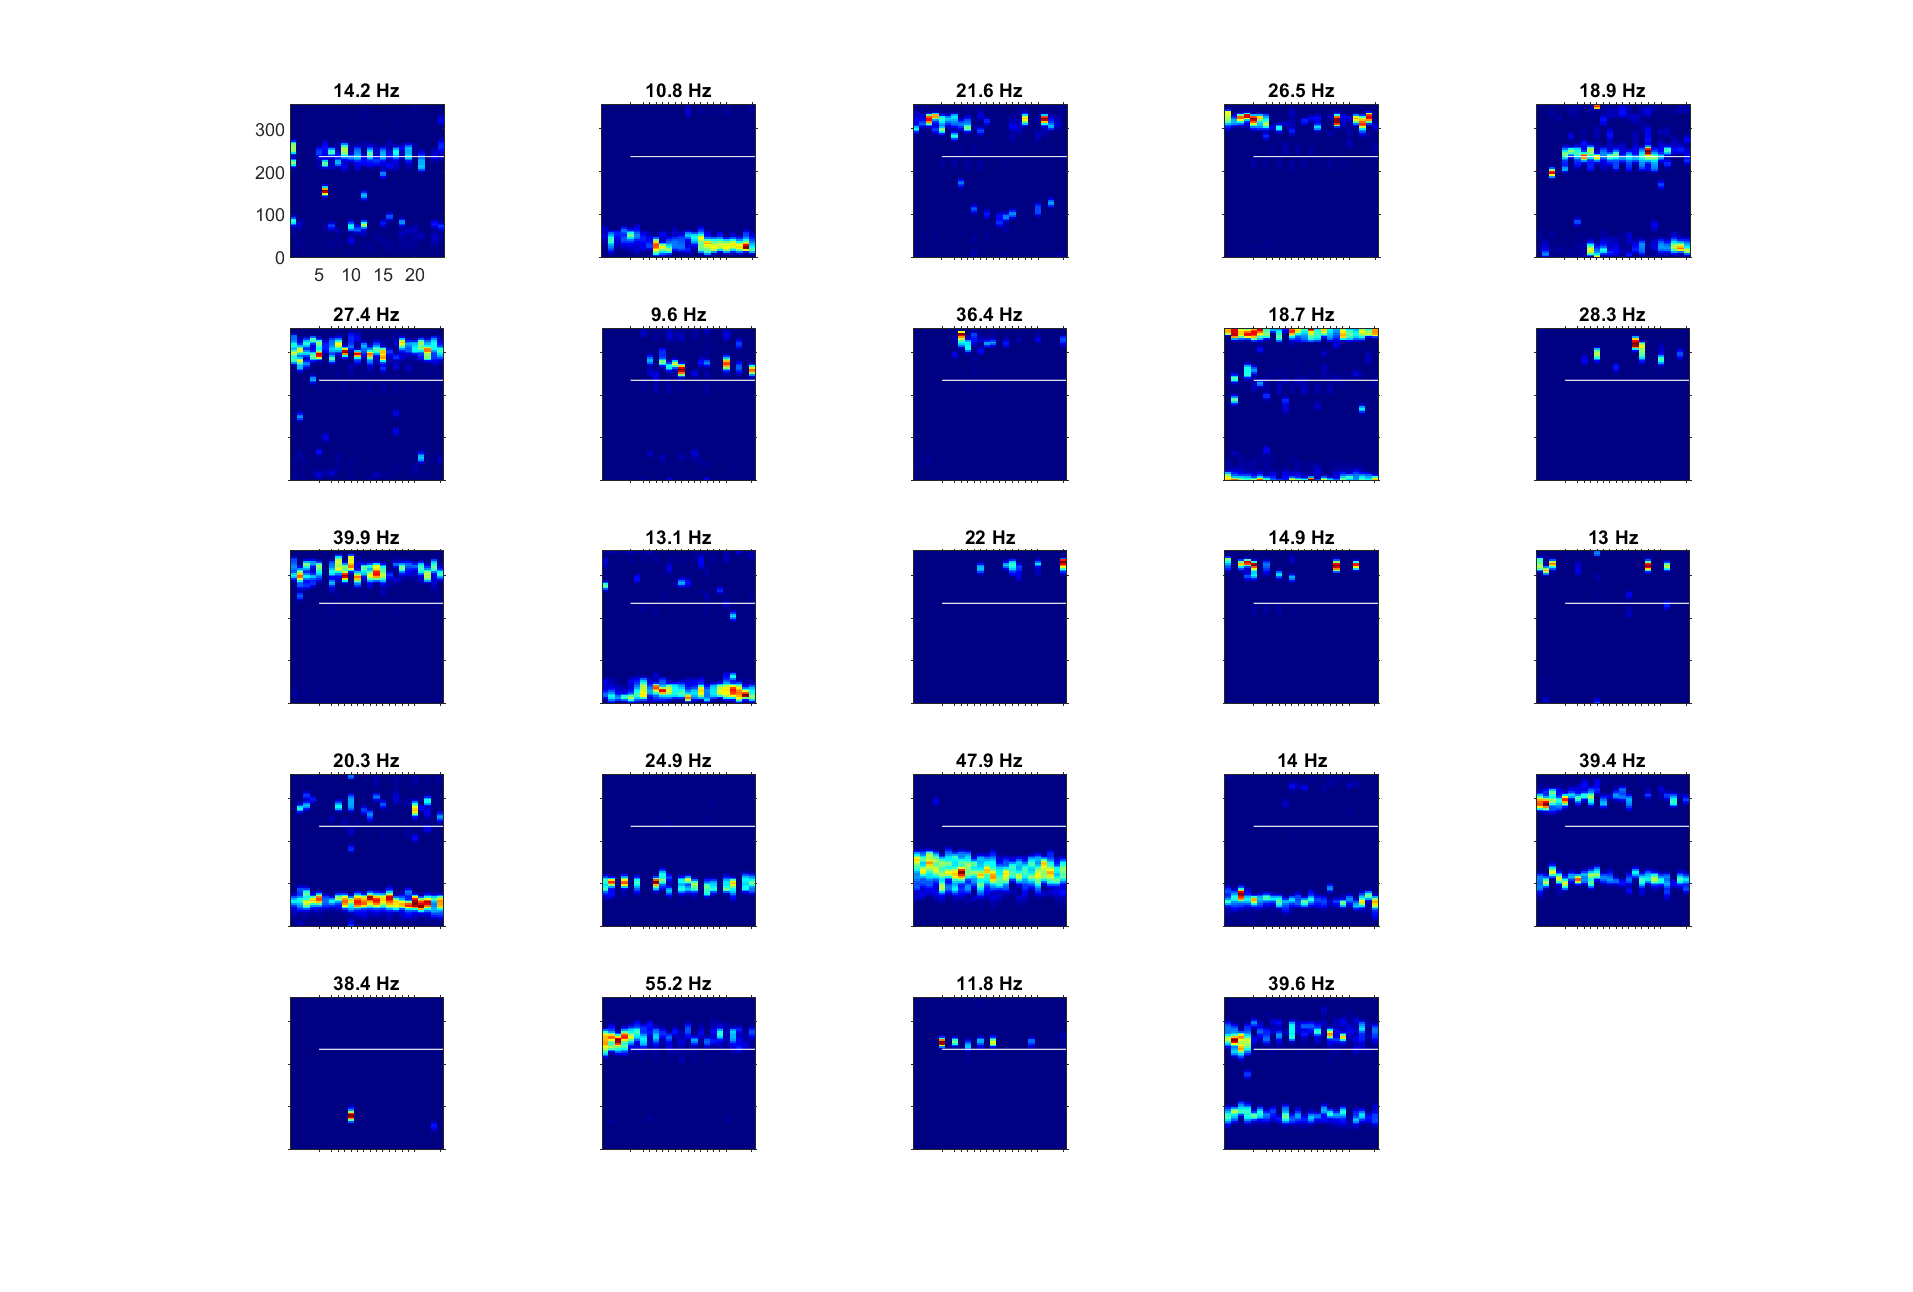 14.2 Hz 10.8 Hz 21.6 Hz 26.5 Hz 18.9 Hz
300
200
100
0
5 10 15 20
27.4 Hz 9.6 Hz 36.4 Hz 18.7 Hz 28.3 Hz
39.9 Hz 13.1 Hz 22 Hz 14.9 Hz 13 Hz
20.3 Hz 24.9 Hz 47.9 Hz 14 Hz 39.4 Hz
38.4 Hz 55.2 Hz 11.8 Hz 39.6 Hz